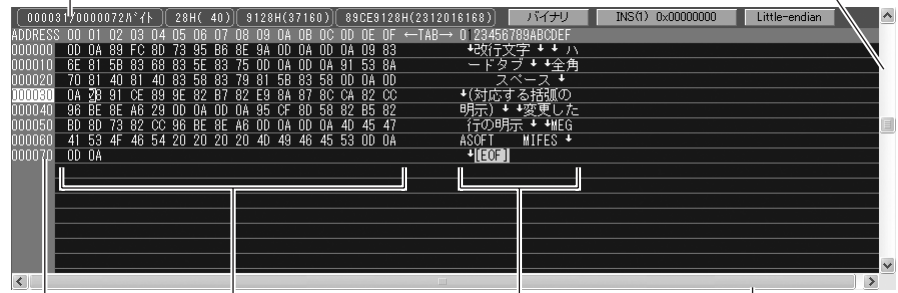 0000031/0000072ﾊﾞｲﾄ 28H( 40) 9128H(37160) 89CE9128H(2312016168) バイナリ INS(1) 0x00000000 Little-endian
ADDRESS 00 01 02 03 04 05 06 07 08 09 0A 0B 0C 0D 0E 0F ←TAB→ 0123456789ABCDEF
000000 0D 0A 89 FC 8D 73 95 B6 8E 9A 0D 0A 0D 0A 09 83 ↓改行文字↓↓ ハ
000010 6E 81 5B 83 68 83 5E 83 75 0D 0A 0D 0A 91 53 8A ードタブ↓↓全角
000020 70 81 40 81 40 83 58 83 79 81 5B 83 58 0D 0A 0D スペース↓
000030 0A 28 91 CE 89 9E 82 B7 82 E9 8A 87 8C CA 82 CC ↓(対応する括弧の
000040 96 BE 8E A6 29 0D 0A 0D 0A 95 CF 8D 58 82 B5 82 明示)↓↓変更した
000050 BD 8D 73 82 CC 96 BE 8E A6 0D 0A 0D 0A 4D 45 47 行の明示↓↓MEG
000060 41 53 4F 46 54 20 20 20 20 4D 49 46 45 53 0D 0A ASOFT    MIFES↓
000070 0D 0A ↓[EOF]